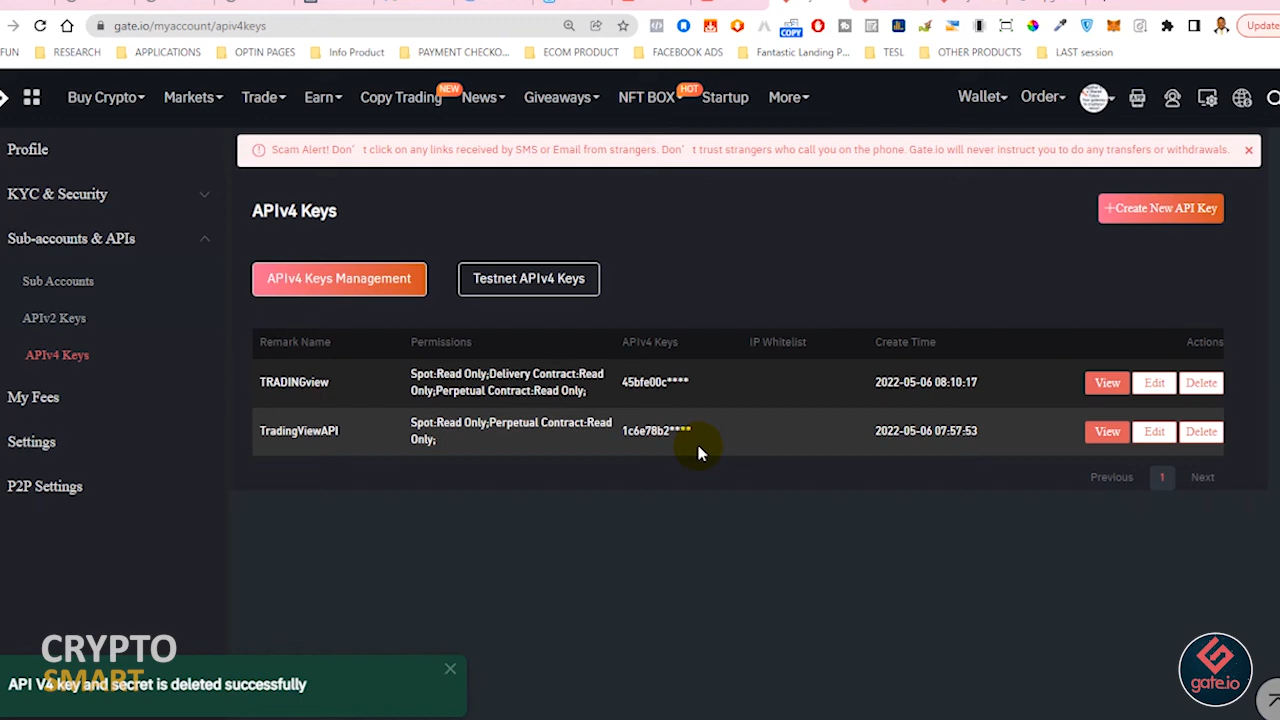 gate.io/myaccount/apiv4keys
COPY
Update
FUN RESEARCH APPLICATIONS OPTIN PAGES Info Product PAYMENT CHECKO... ECOM PRODUCT FACEBOOK ADS Fantastic Landing P... TESL OTHER PRODUCTS LAST session
Buy Crypto Markets Trade Earn Copy Trading NEW News Giveaways NFT BOX HOT Startup More Wallet Order
Profile
Scam Alert! Don' t click on any links received by SMS or Email from strangers. Don' t trust strangers who call you on the phone. Gate.io will never instruct you to do any transfers or withdrawals.
KYC & Security
APIv4 Keys
+Create New API Key
Sub-accounts & APIs
Sub Accounts
APIv4 Keys Management
Testnet APIv4 Keys
APIv2 Keys
APIv4 Keys
My Fees
Settings
P2P Settings
Remark Name Permissions APIv4 Keys IP Whitelist Create Time Actions
TRADINGview Spot:Read Only;Delivery Contract:Read 45bfe00c**** 2022-05-06 08:10:17 View Edit Delete
Only;Perpetual Contract:Read Only;
TradingViewAPI Spot:Read Only;Perpetual Contract:Read 1c6e78b2**** 2022-05-06 07:57:53 View Edit Delete
Only;
Previous 1 Next
CRYPTO
SMART
API V4 key and secret is deleted successfully
gate.io